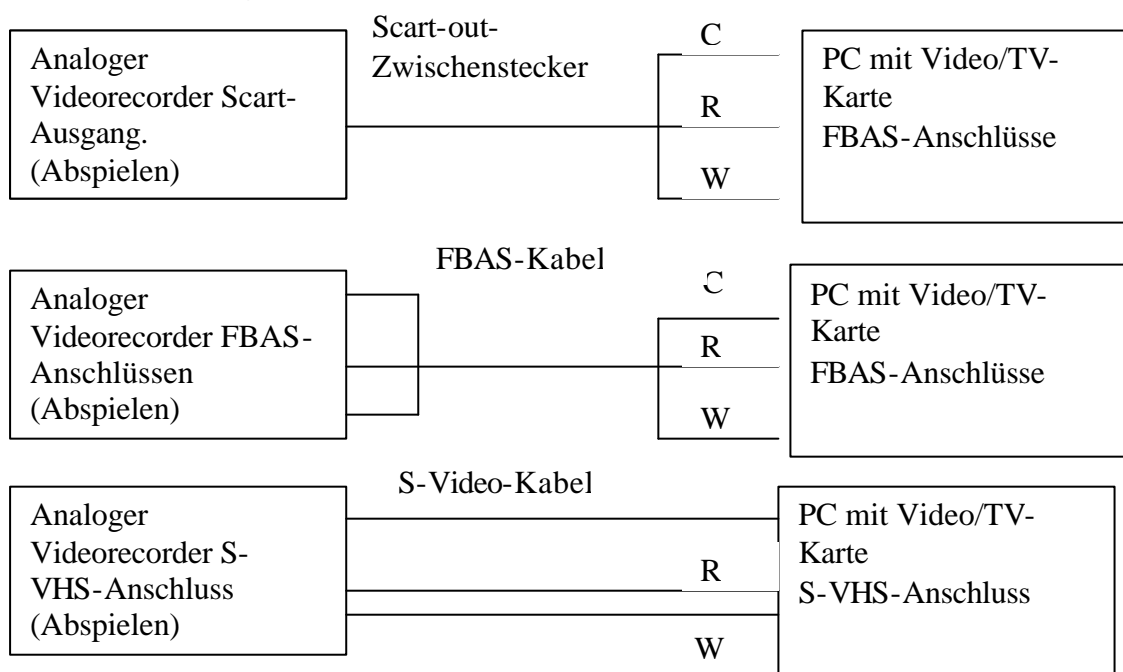 Scart-out-
Zwischenstecker
Analoger
Videorecorder Scart-
Ausgang.
(Abspielen)
C
R
W
PC mit Video/TV-
Karte
FBAS-Anschlüsse
FBAS-Kabel
Analoger
Videorecorder FBAS-
Anschlüssen
(Abspielen)
C
R
W
PC mit Video/TV-
Karte
FBAS-Anschlüsse
S-Video-Kabel
Analoger
Videorecorder S-
VHS-Anschluss
(Abspielen)
R
W
PC mit Video/TV-
Karte
S-VHS-Anschluss